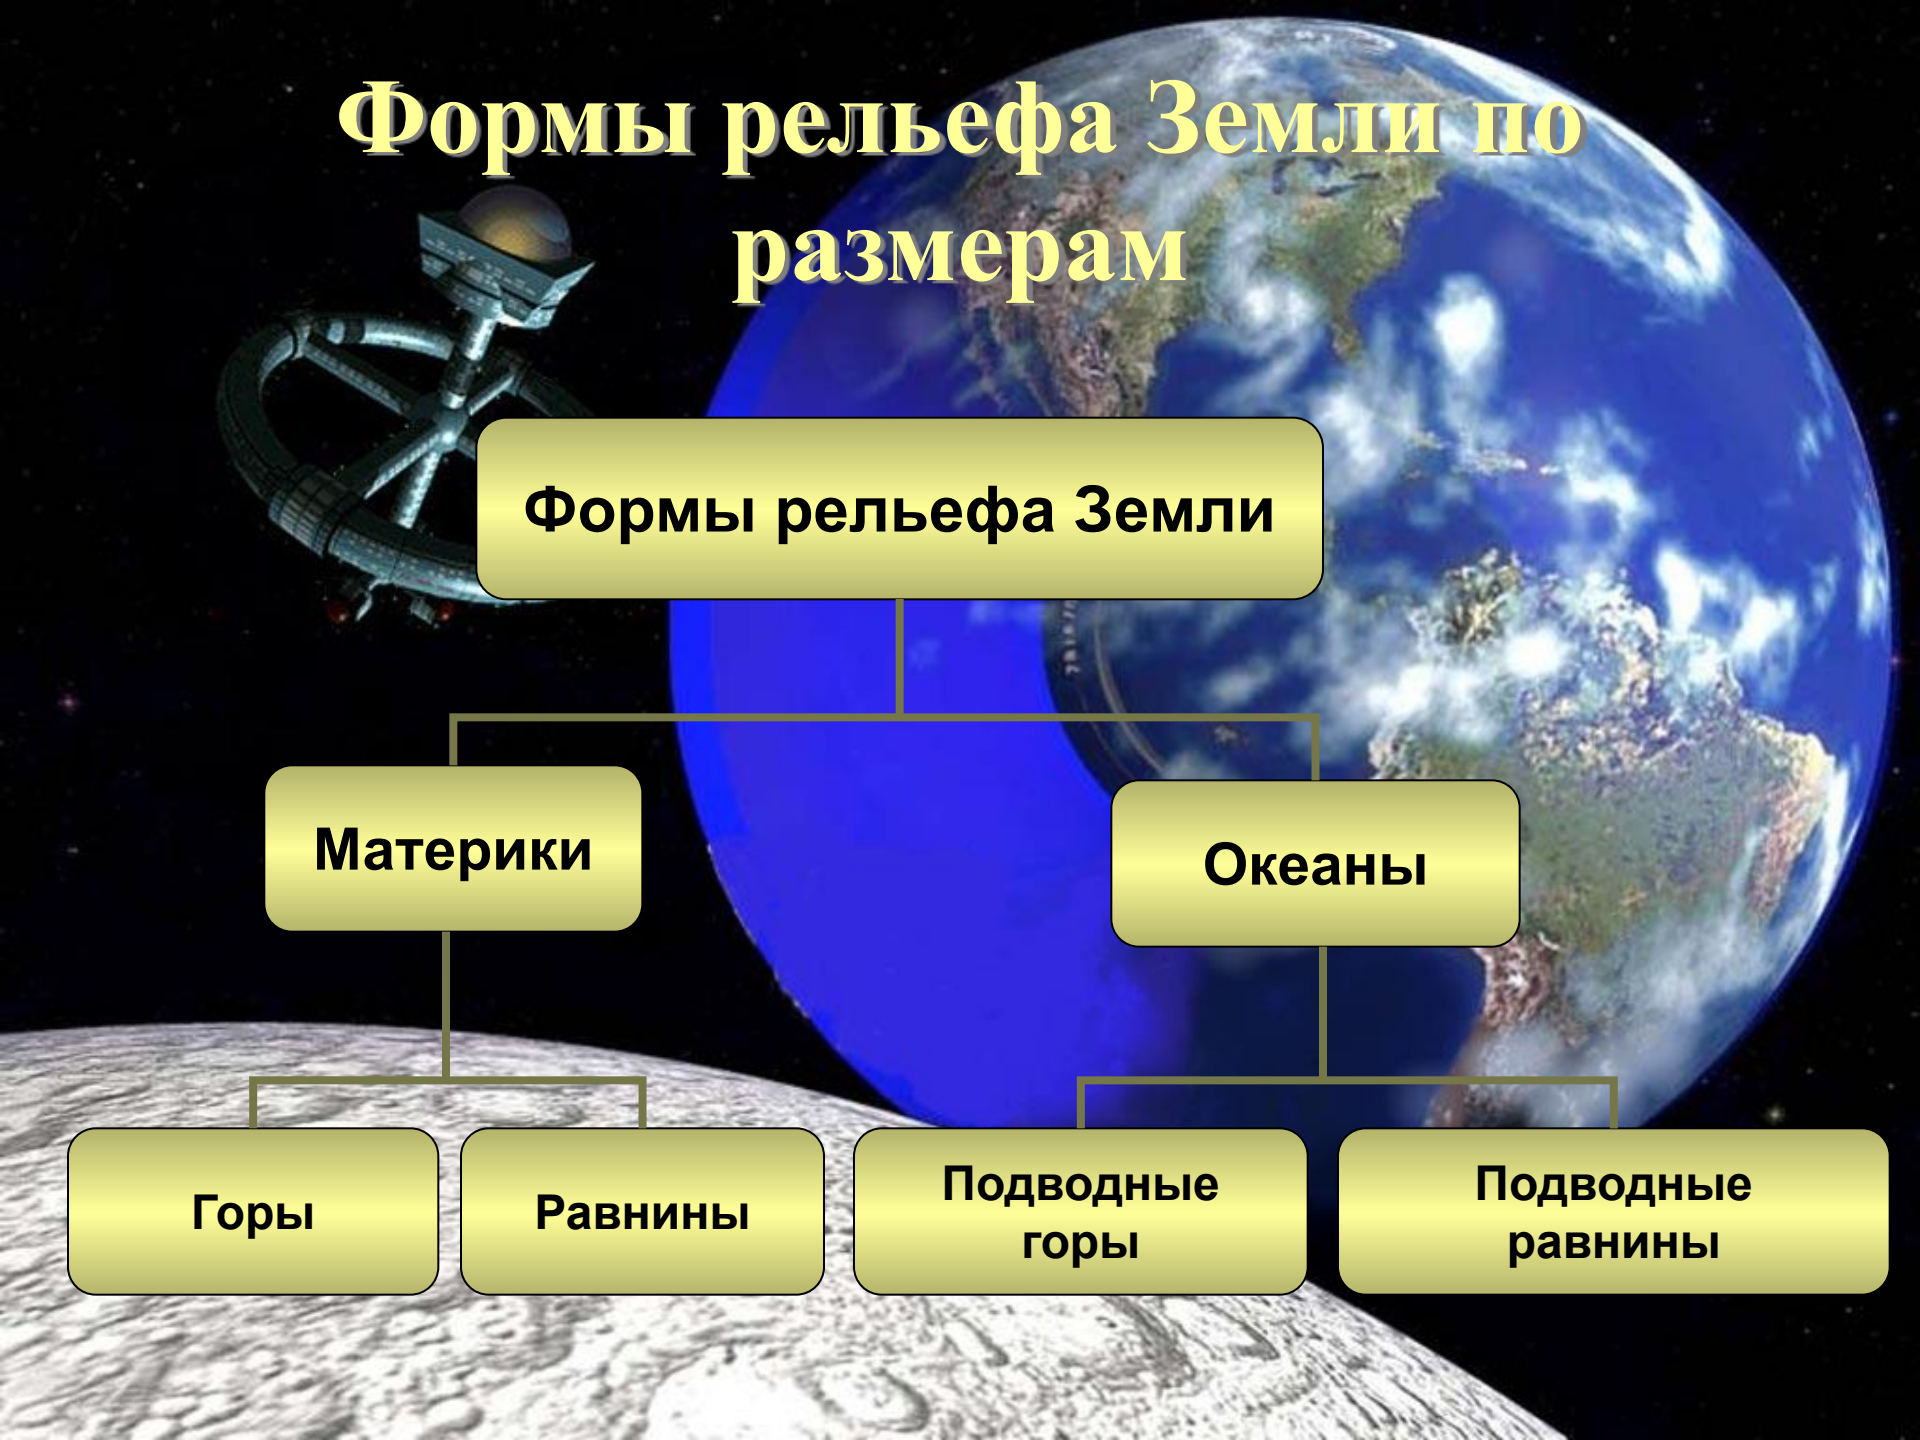 Формы рельефа Земли по
размерам
Формы рельефа Земли
Материки
Океаны
Горы
Равнины
Подводные
горы
Подводные
равнины